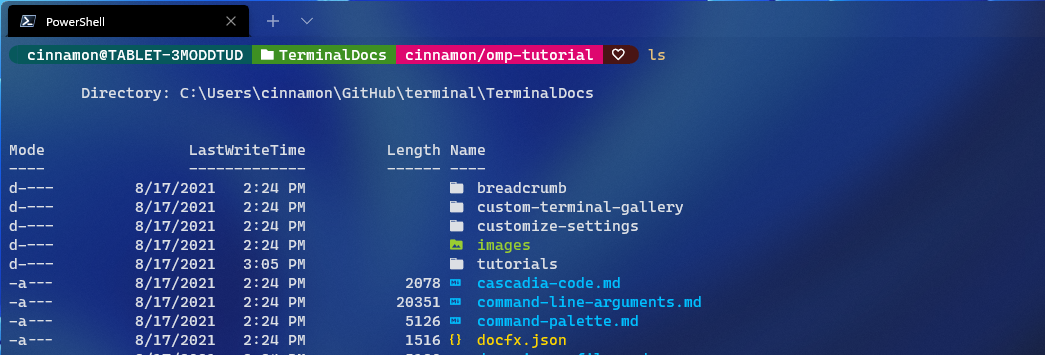 PowerShell
cinnamon@TABLET-3MODDTUD TerminalDocs cinnamon/omp-tutorial ls
Directory: C:\Users\cinnamon\GitHub\terminal\TerminalDocs
Mode LastWriteTime Length Name
---- ------------- ------ ----
d---- 8/17/2021 2:24 PM breadcrumb
d---- 8/17/2021 2:24 PM custom-terminal-gallery
d---- 8/17/2021 2:24 PM customize-settings
d---- 8/17/2021 2:24 PM images
d---- 8/17/2021 3:05 PM tutorials
-a--- 8/17/2021 2:24 PM 2078 cascadia-code.md
-a--- 8/17/2021 2:24 PM 20351 command-line-arguments.md
-a--- 8/17/2021 2:24 PM 5126 command-palette.md
-a--- 8/17/2021 2:24 PM 1516 docfx.json